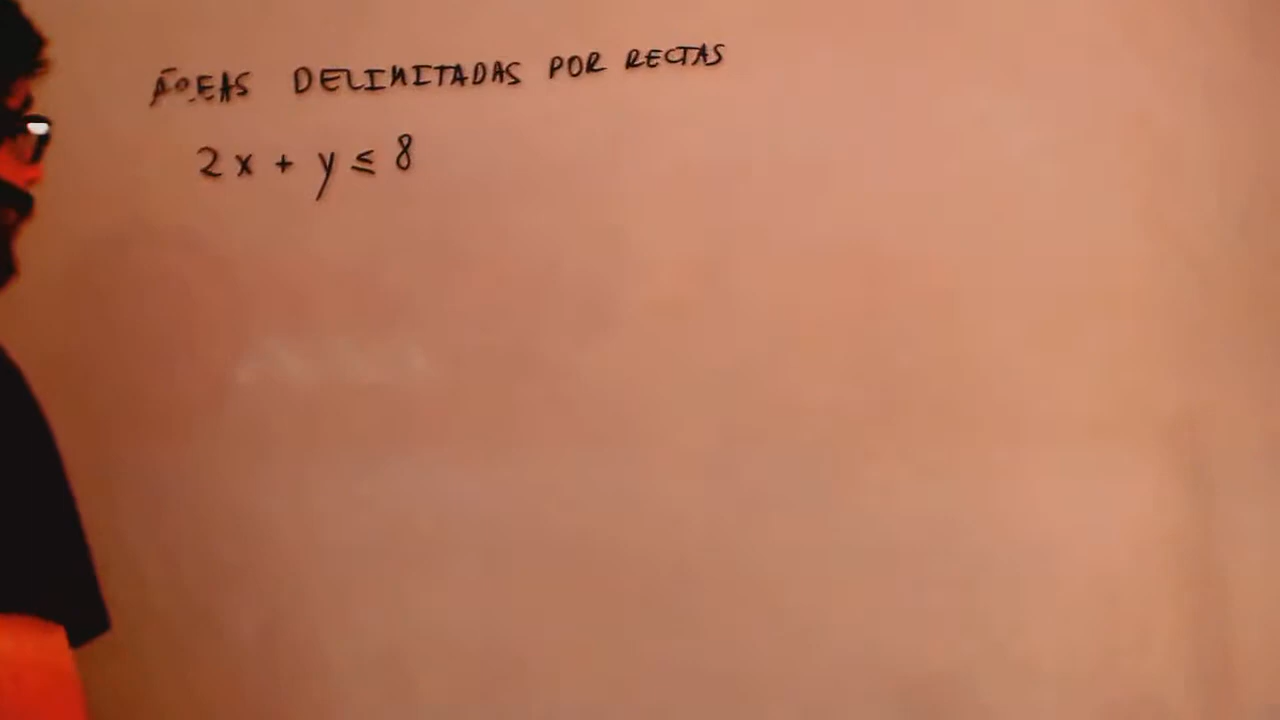 ÁREAS DELIMITADAS POR RECTAS
2x + y ≤ 8